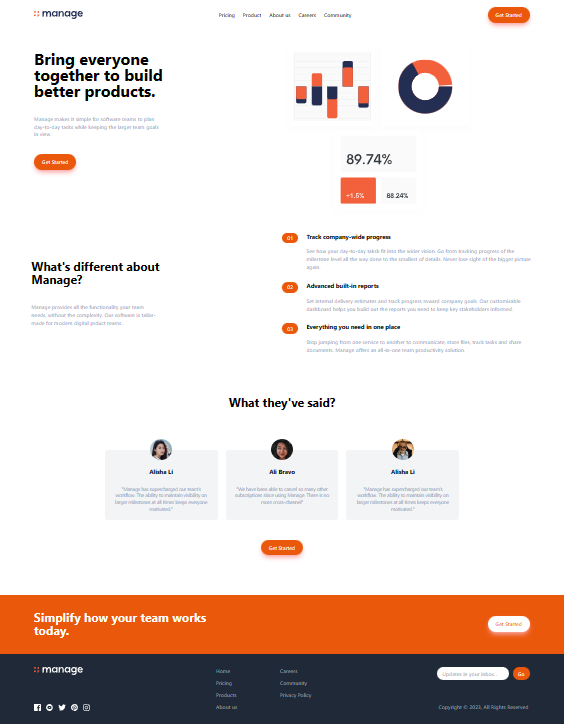 manage
Pricing Product About us Careers Community
Get Started
Bring everyone
together to build
better products.
Manage makes it simple for software teams to plan
day-to-day tasks while keeping the larger team goals
in view.
Get Started
89.74%
+1.5%
88.24%
What's different about
Manage?
Manage provides all the functionality your team
needs, without the complexity. Our software is tailor-
made for modern digital product teams.
01
Track company-wide progress
See how your day-to-day tasks fit into the wider vision. Go from tracking progress at the
milestone level all the way done to the smallest of details. Never lose sight of the bigger picture
again.
02
Advanced built-in reports
Set internal delivery estimates and track progress toward company goals. Our customisable
dashboard helps you build out the reports you need to keep key stakeholders informed.
03
Everything you need in one place
Stop jumping from one service to another to communicate, store files, track tasks and share
documents. Manage offers an all-in-one team productivity solution.
What they've said?
Alisha Li
"Manage has supercharged our team's
workflow. The ability to maintain visibility on
larger milestones at all times keeps everyone
motivated."
Ali Bravo
"We have been able to cancel so many other
subscriptions since using Manage. There is no
more cross-channel"
Alisha Li
"Manage has supercharged our team's
workflow. The ability to maintain visibility on
larger milestones at all times keeps everyone
motivated."
Get Started
Simplify how your team works
today.
Get Started
manage
Home
Pricing
Products
About us
Careers
Community
Privacy Policy
Updates in your inbox...
Go
Copyright © 2023, All Rights Reserved